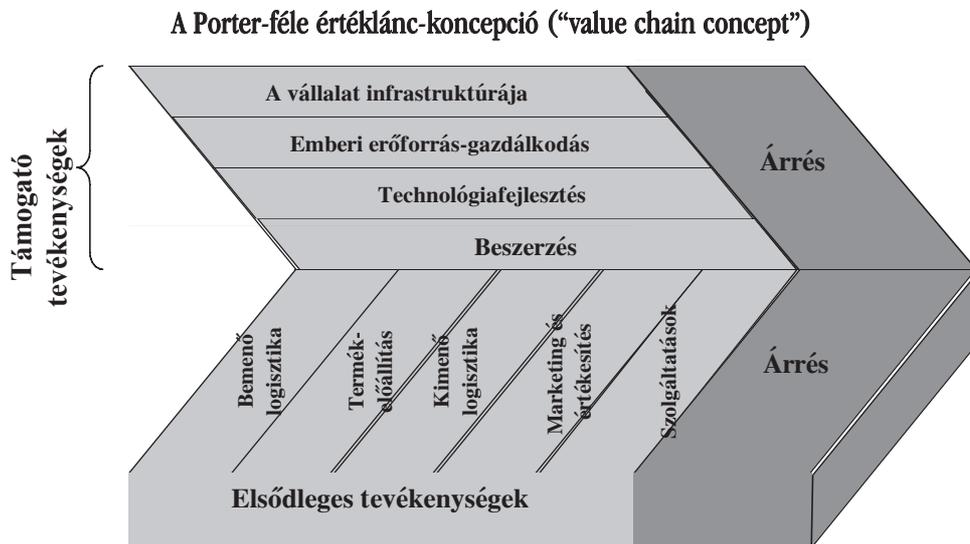 A Porter-féle értéklánc-koncepció (“value chain concept”)
Támogató
tevékenységek
A vállalat infrastruktúrája
Emberi erőforrás-gazdálkodás
Technológiafejlesztés
Beszerzés
Árrés
Bemenő
logisztika
Termék-
előállítás
Kimenő
logisztika
Marketing és
értékesítés
Szolgáltatások
Árrés
Elsődleges tevékenységek